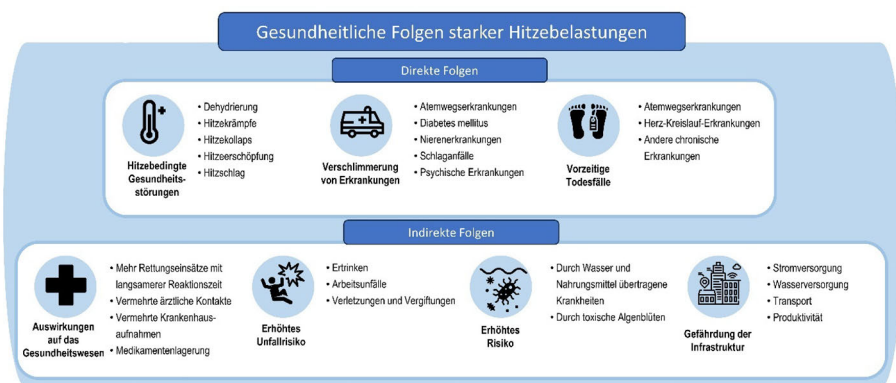 Gesundheitliche Folgen starker Hitzebelastungen
Direkte Folgen
Hitzebedingte
Gesundheits-
störungen
• Dehydrierung
• Hitzekrämpfe
• Hitzekollaps
• Hitzeerschöpfung
• Hitzschlag
Verschlimmerung
von Erkrankungen
• Atemwegserkrankungen
• Diabetes mellitus
• Nierenerkrankungen
• Schlaganfälle
• Psychische Erkrankungen
Vorzeitige
Todesfälle
• Atemwegserkrankungen
• Herz-Kreislauf-Erkrankungen
• Andere chronische
Erkrankungen
Indirekte Folgen
Auswirkungen
auf das
Gesundheitswesen
• Mehr Rettungseinsätze mit
langsamerer Reaktionszeit
• Vermehrte ärztliche Kontakte
• Vermehrte Krankenhaus-
aufnahmen
• Medikamentenlagerung
Erhöhtes
Unfallrisiko
• Ertrinken
• Arbeitsunfälle
• Verletzungen und Vergiftungen
Erhöhtes
Risiko
• Durch Wasser und
Nahrungsmittel übertragene
Krankheiten
• Durch toxische Algenblüten
Gefährdung der
Infrastruktur
• Stromversorgung
• Wasserversorgung
• Transport
• Produktivität